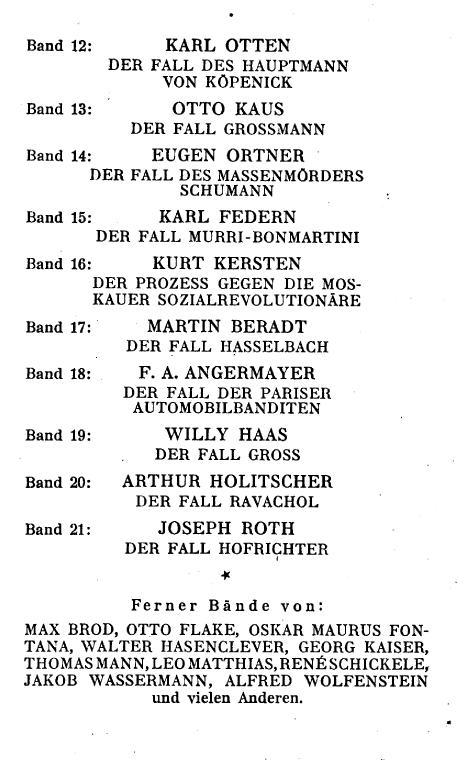 Band 12: KARL OTTEN
DER FALL DES HAUPTMANN
VON KÖPENICK
Band 13: OTTO KAUS
DER FALL GROSSMANN
Band 14: EUGEN ORTNER
DER FALL DES MASSENMÖRDERS
SCHUMANN
Band 15: KARL FEDERN
DER FALL MURRI-BONMARTINI
Band 16: KURT KERSTEN
DER PROZESS GEGEN DIE MOS-
KAUER SOZIALREVOLUTIONÄRE
Band 17: MARTIN BERADT
DER FALL HASSELBACH
Band 18: F. A. ANGERMAYER
DER FALL DER PARISER
AUTOMOBILBANDITEN
Band 19: WILLY HAAS
DER FALL GROSS
Band 20: ARTHUR HOLITSCHER
DER FALL RAVACHOL
Band 21: JOSEPH ROTH
DER FALL HOFRICHTER
*
Ferner Bände von:
MAX BROD, OTTO FLAKE, OSKAR MAURUS FON-
TANA, WALTER HASENCLEVER, GEORG KAISER,
THOMAS MANN, LEO MATTHIAS, RENÉ SCHICKELE,
JAKOB WASSERMANN, ALFRED WOLFENSTEIN
und vielen Anderen.